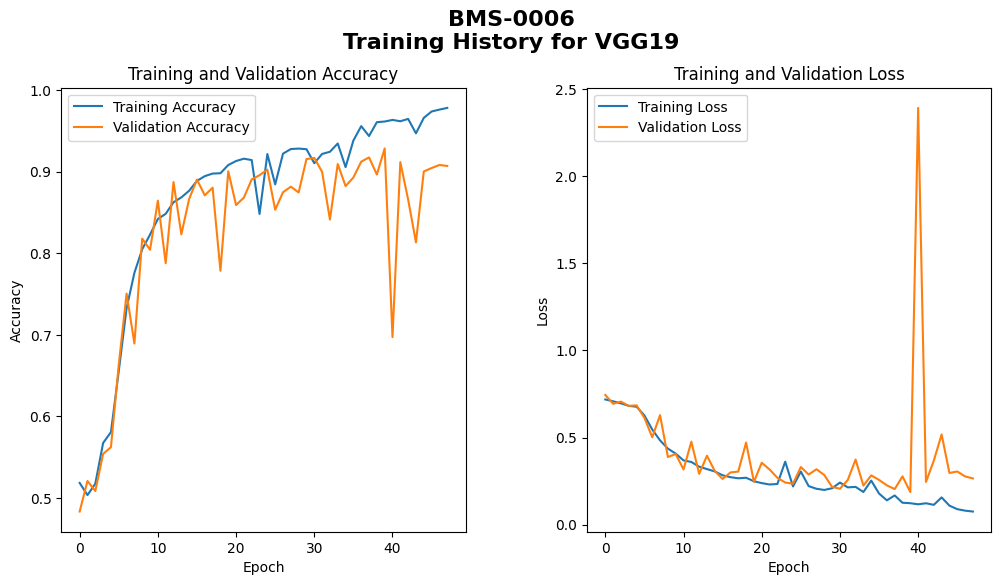 BMS-0006
Training History for VGG19
Training and Validation Accuracy
Training Accuracy
Validation Accuracy
1.0
0.9
0.8
0.7
0.6
0.5
Accuracy
0
10
20
30
40
Epoch
Training and Validation Loss
Training Loss
Validation Loss
2.5
2.0
1.5
1.0
0.5
0.0
Loss
0
10
20
30
40
Epoch